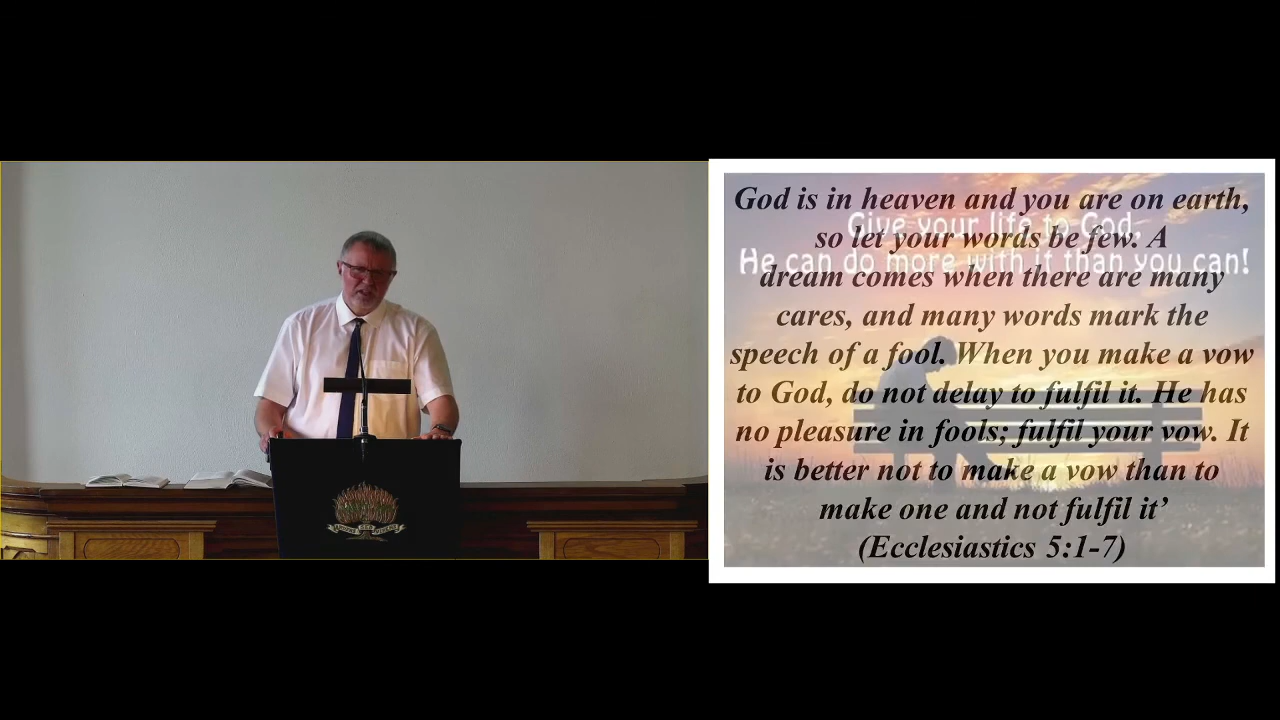 God is in heaven and you are on earth,
so let your words be few. A
dream comes when there are many
cares, and many words mark the
speech of a fool. When you make a vow
to God, do not delay to fulfil it. He has
no pleasure in fools; fulfil your vow. It
is better not to make a vow than to
make one and not fulfil it’
(Ecclesiastics 5:1-7)
Give your life to God,
He can do more with it than you can!